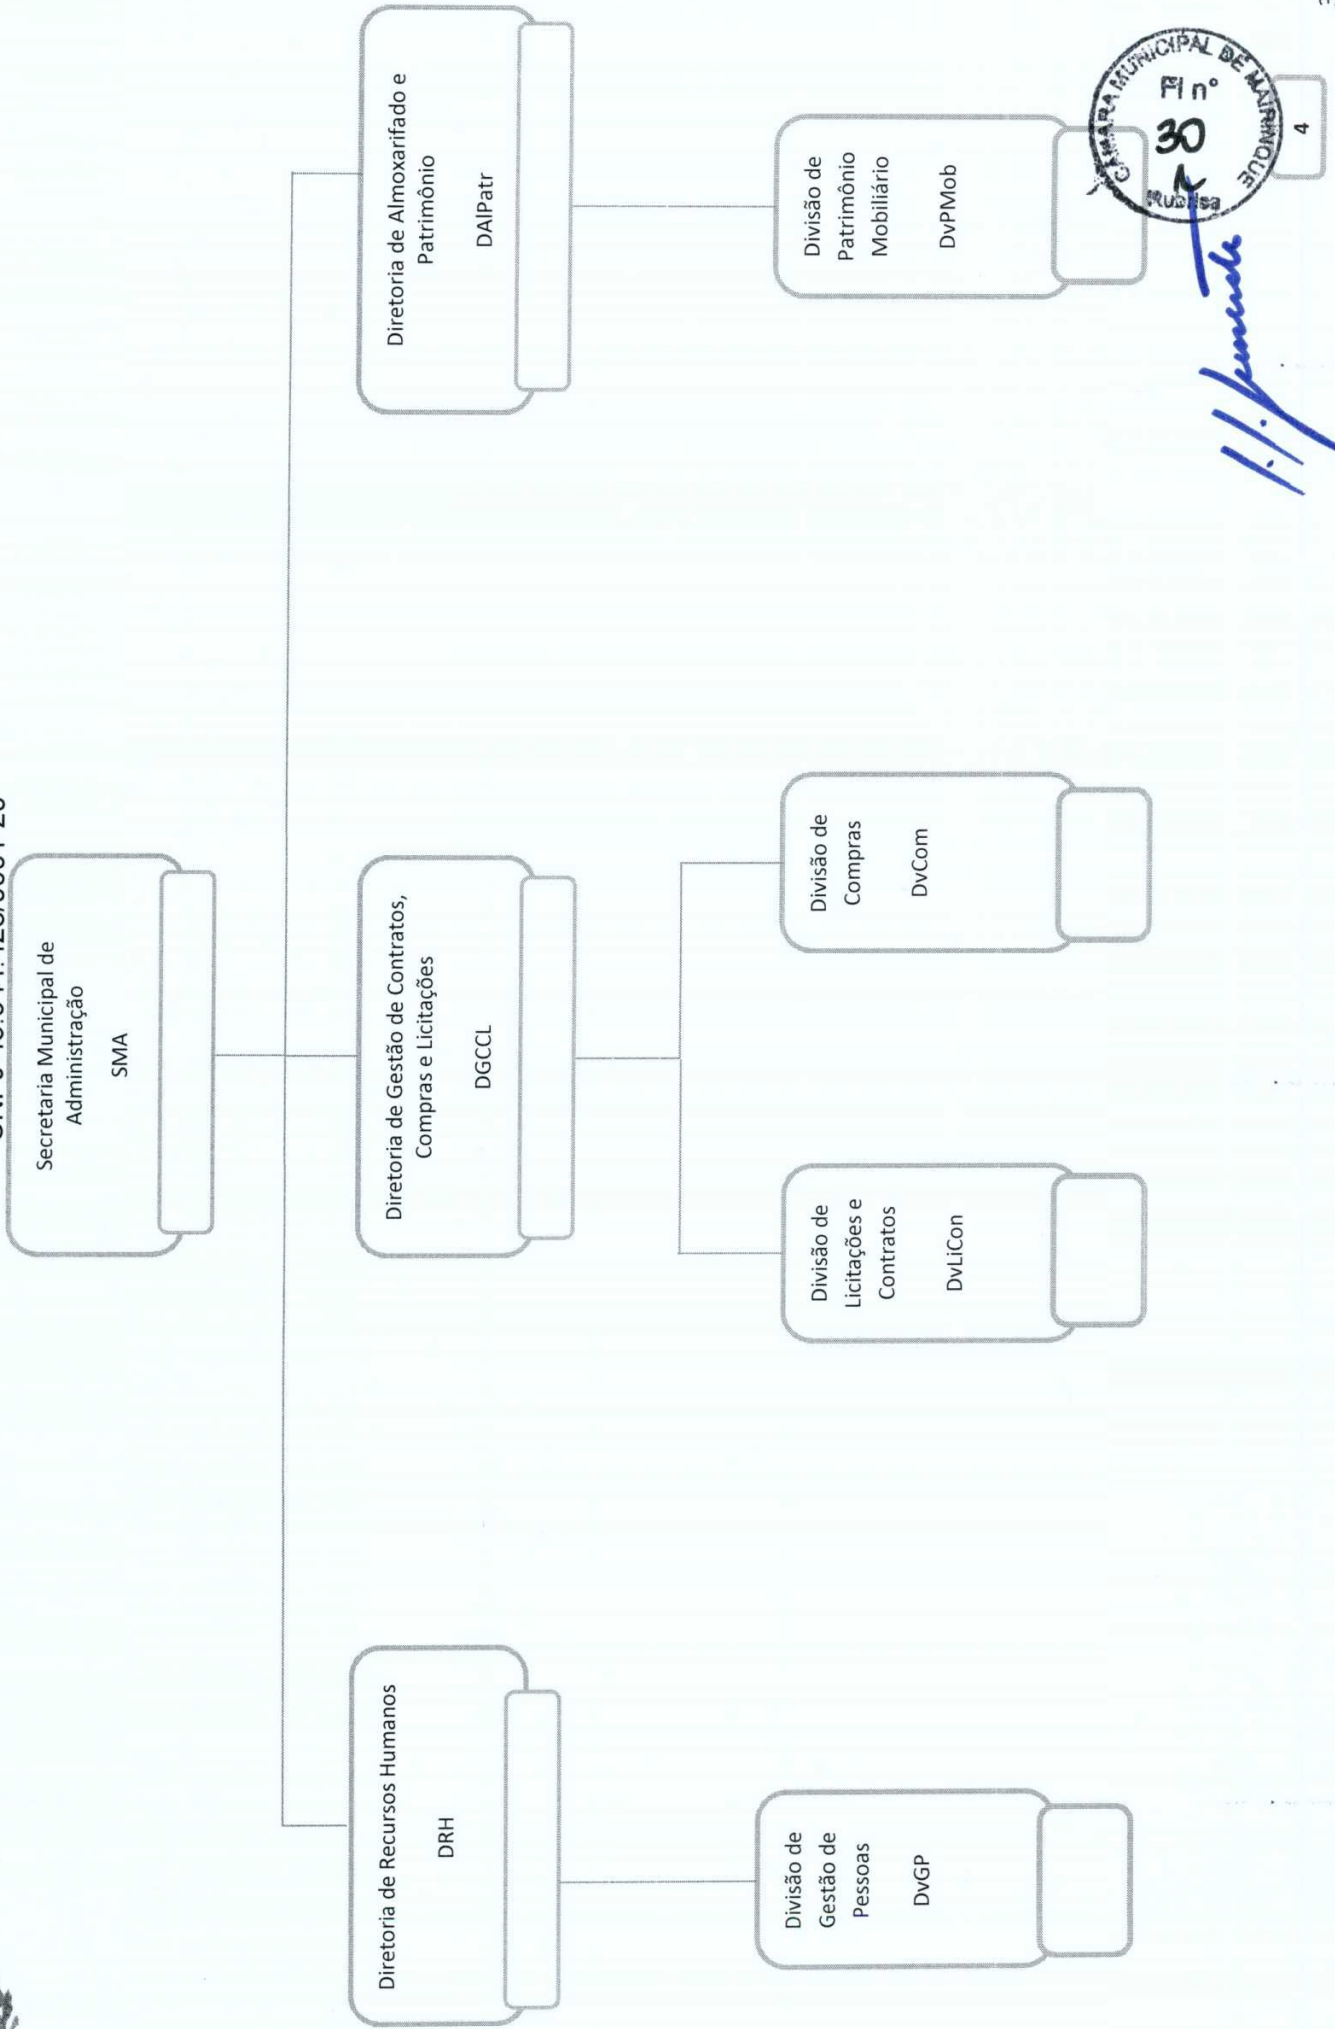 Secretaria Municipal de
Administração
SMA
Diretoria de Recursos Humanos
DRH
Diretoria de Gestão de Contratos,
Compras e Licitações
DGCCL
Diretoria de Almoxarifado e
Patrimônio
DAlPatr
Divisão de
Gestão de
Pessoas
DvGP
Divisão de
Licitações e
Contratos
DvLiCon
Divisão de
Compras
DvCom
Divisão de
Patrimônio
Mobiliário
DvPMob
CÂMARA MUNICIPAL DE MAIRINQUE
Fl nº
30
Rubrica
4